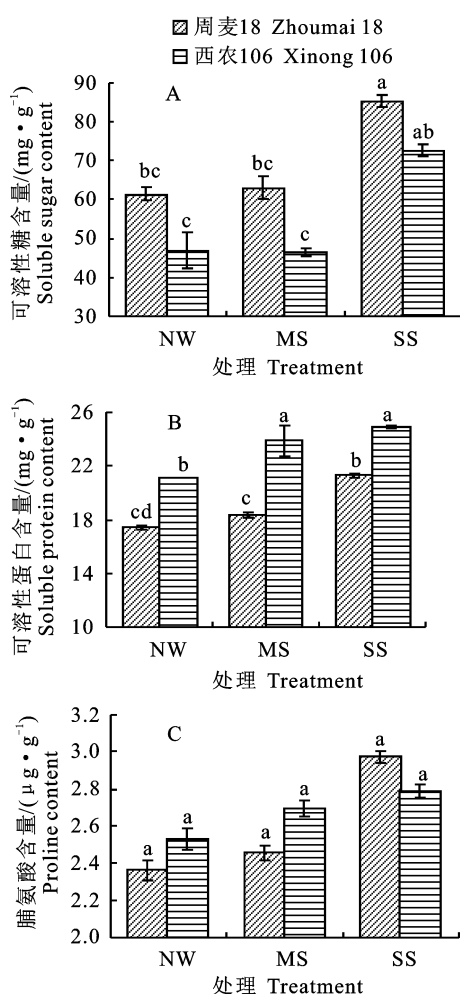 周麦18 Zhoumai 18
西农106 Xinong 106
可溶性糖含量/(mg·g⁻¹)
Soluble sugar content
90
80
70
60
50
40
30
A
bc
c
bc
c
a
ab
NW MS SS
处理 Treatment
可溶性蛋白含量/(mg·g⁻¹)
Soluble protein content
26
22
18
14
10
B
cd
b
c
a
b
a
NW MS SS
处理 Treatment
脯氨酸含量/(μg·g⁻¹)
Proline content
3.2
3.0
2.8
2.6
2.4
2.2
2.0
C
a
a
a
a
a
a
NW MS SS
处理 Treatment